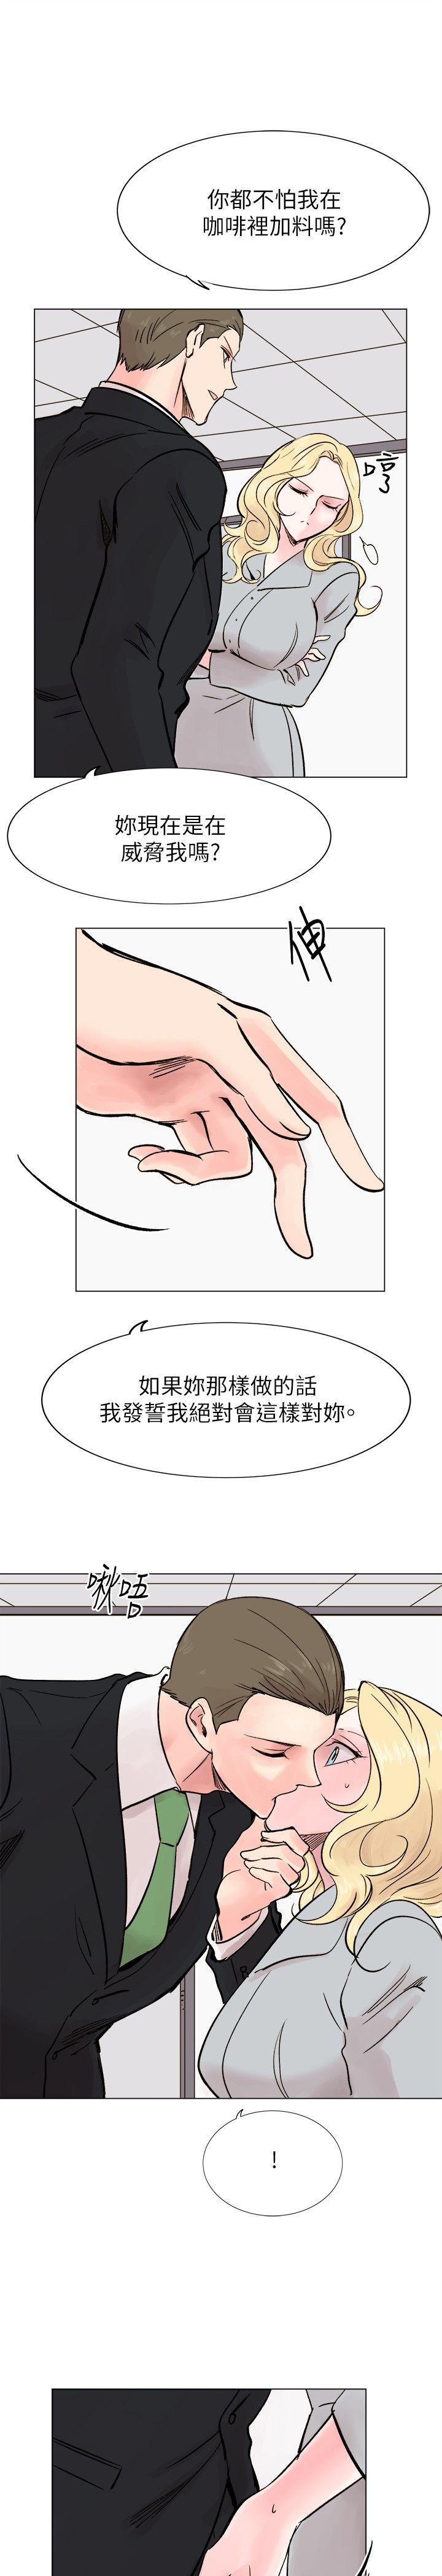 你都不怕我在
咖啡裡加料嗎?
哼
妳現在是在
威脅我嗎?
伸
如果妳那樣做的話
我發誓我絕對會這樣對妳。
啾唔
!